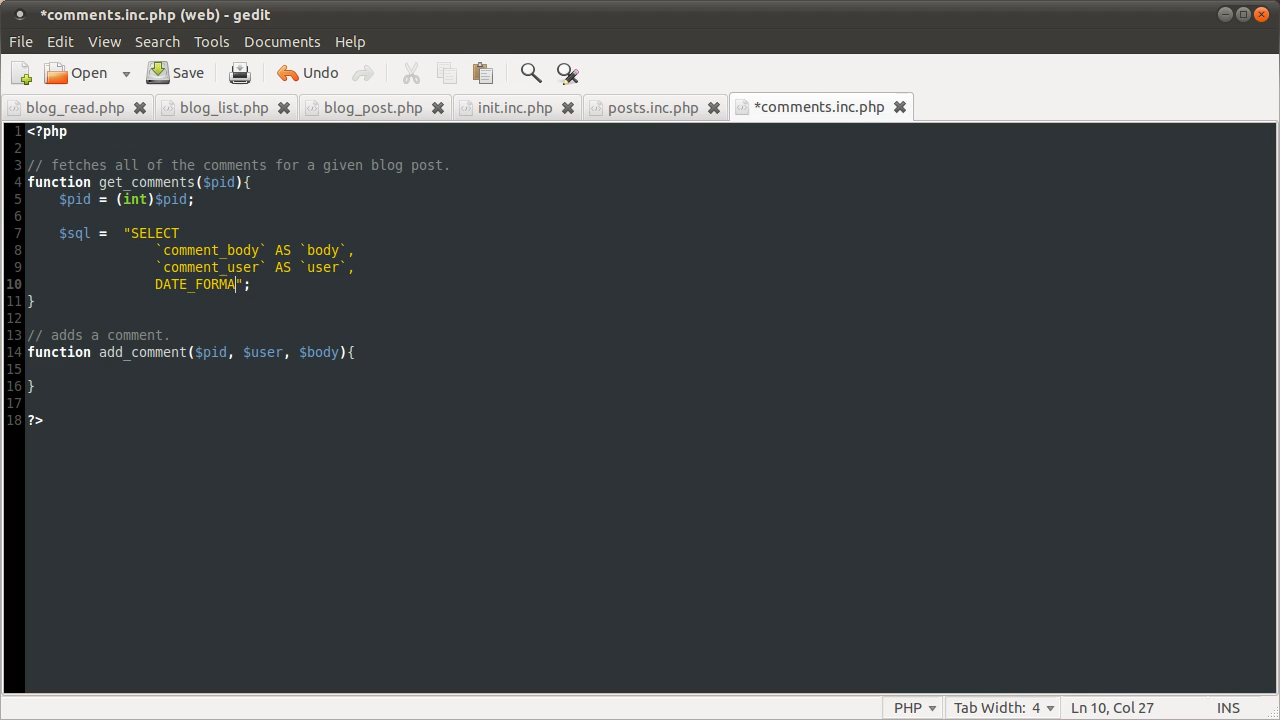 *comments.inc.php (web) - gedit
File Edit View Search Tools Documents Help
Open Save Undo
blog_read.php blog_list.php blog_post.php init.inc.php posts.inc.php *comments.inc.php
1 <?php
2
3 // fetches all of the comments for a given blog post.
4 function get_comments($pid){
5     $pid = (int)$pid;
6
7     $sql =  "SELECT
8                 `comment_body` AS `body`,
9                 `comment_user` AS `user`,
10                 DATE_FORMA";
11 }
12
13 // adds a comment.
14 function add_comment($pid, $user, $body){
15
16 }
17
18 ?>
PHP Tab Width: 4 Ln 10, Col 27 INS